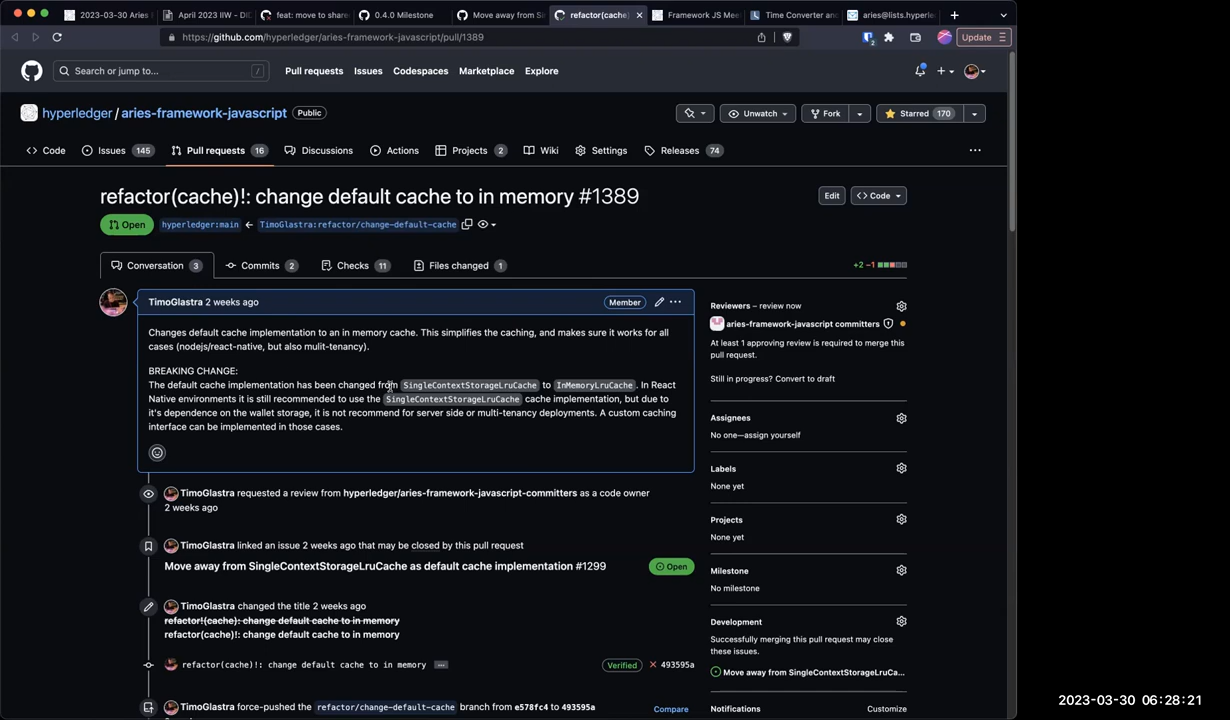 2023-03-30 Aries
April 2023 IIW - DID
feat: move to share
0.4.0 Milestone
Move away from S
refactor(cache)
Framework JS Mee
Time Converter and
aries@lists.hyperle
https://github.com/hyperledger/aries-framework-javascript/pull/1389
2
Update
Search or jump to...
/
Pull requests
Issues
Codespaces
Marketplace
Explore
hyperledger / aries-framework-javascript
Public
Unwatch
Fork
Starred 170
Code
Issues 145
Pull requests 16
Discussions
Actions
Projects 2
Wiki
Settings
Releases 74
refactor(cache)!: change default cache to in memory #1389
Edit
<> Code
Open
hyperledger:main
TimoGlastra:refactor/change-default-cache
Conversation 3
Commits 2
Checks 11
Files changed 1
+2 −1
TimoGlastra 2 weeks ago
Member
Changes default cache implementation to an in memory cache. This simplifies the caching, and makes sure it works for all
cases (nodejs/react-native, but also mulit-tenancy).
BREAKING CHANGE:
The default cache implementation has been changed from SingleContextStorageLruCache to InMemoryLruCache. In React
Native environments it is still recommended to use the SingleContextStorageLruCache cache implementation, but due to
it's dependence on the wallet storage, it is not recommend for server side or multi-tenancy deployments. A custom caching
interface can be implemented in those cases.
TimoGlastra requested a review from hyperledger/aries-framework-javascript-committers as a code owner
2 weeks ago
TimoGlastra linked an issue 2 weeks ago that may be closed by this pull request
Move away from SingleContextStorageLruCache as default cache implementation #1299
Open
TimoGlastra changed the title 2 weeks ago
refactor!(cache): change default cache to in memory
refactor(cache)!: change default cache to in memory
refactor(cache)!: change default cache to in memory ...
Verified
493595a
TimoGlastra force-pushed the refactor/change-default-cache branch from e578fc4 to 493595a
Compare
Reviewers – review now
aries-framework-javascript committers
At least 1 approving review is required to merge this
pull request.
Still in progress? Convert to draft
Assignees
No one—assign yourself
Labels
None yet
Projects
None yet
Milestone
No milestone
Development
Successfully merging this pull request may close
these issues.
Move away from SingleContextStorageLruCa...
Notifications
Customize
2023-03-30 06:28:21